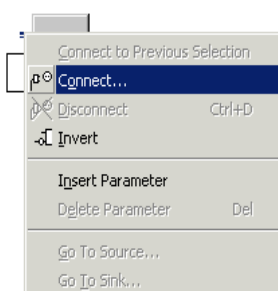 Connect to Previous Selection
Connect...
Disconnect Ctrl+D
Invert
Insert Parameter
Delete Parameter Del
Go To Source...
Go To Sink...